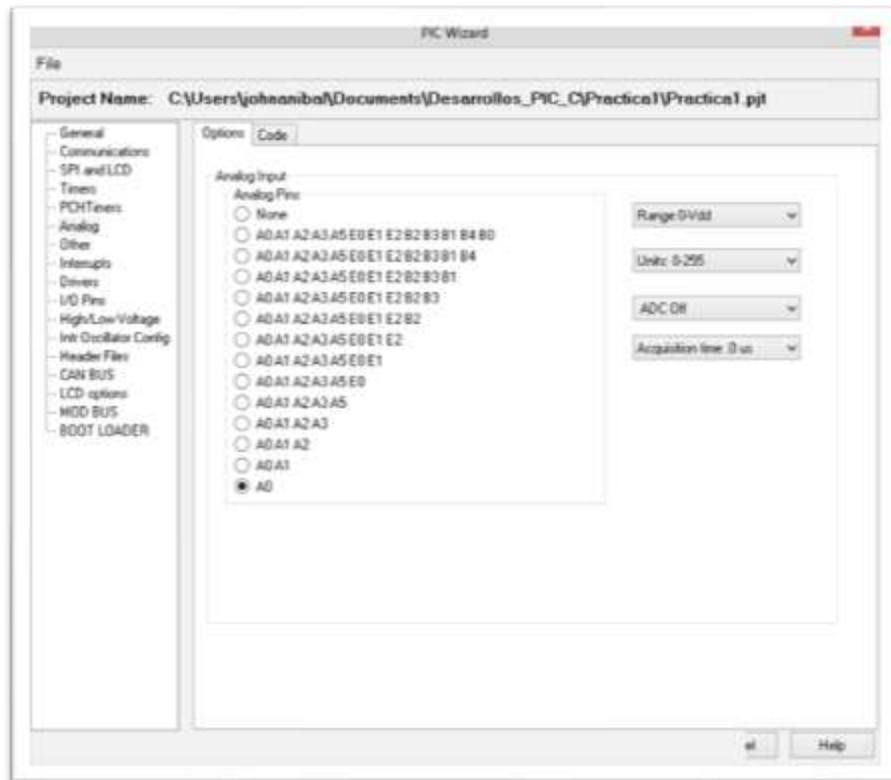 PIC Wizard
File
Project Name: C:\Users\johnanibal\Documents\Desarrollos_PIC_C\Practica1\Practica1.pjt
General
Communications
SPI and LCD
Timers
PCHTimers
Analog
Other
Interrupts
Drivers
I/O Pins
High/Low Voltage
Intr Oscillator Config
Header Files
CAN BUS
LCD options
MOD BUS
BOOT LOADER
Options Code
Analog Input
Analog Pins:
None
A0 A1 A2 A3 A5 E0 E1 E2 B2 B3 B1 B4 B0
A0 A1 A2 A3 A5 E0 E1 E2 B2 B3 B1 B4
A0 A1 A2 A3 A5 E0 E1 E2 B2 B3 B1
A0 A1 A2 A3 A5 E0 E1 E2 B2 B3
A0 A1 A2 A3 A5 E0 E1 E2 B2
A0 A1 A2 A3 A5 E0 E1 E2
A0 A1 A2 A3 A5 E0 E1
A0 A1 A2 A3 A5 E0
A0 A1 A2 A3 A5
A0 A1 A2 A3
A0 A1 A2
A0 A1
A0
Range 0-Vdd
Units: 0-255
ADC Off
Acquisition time :0 us
el
Help